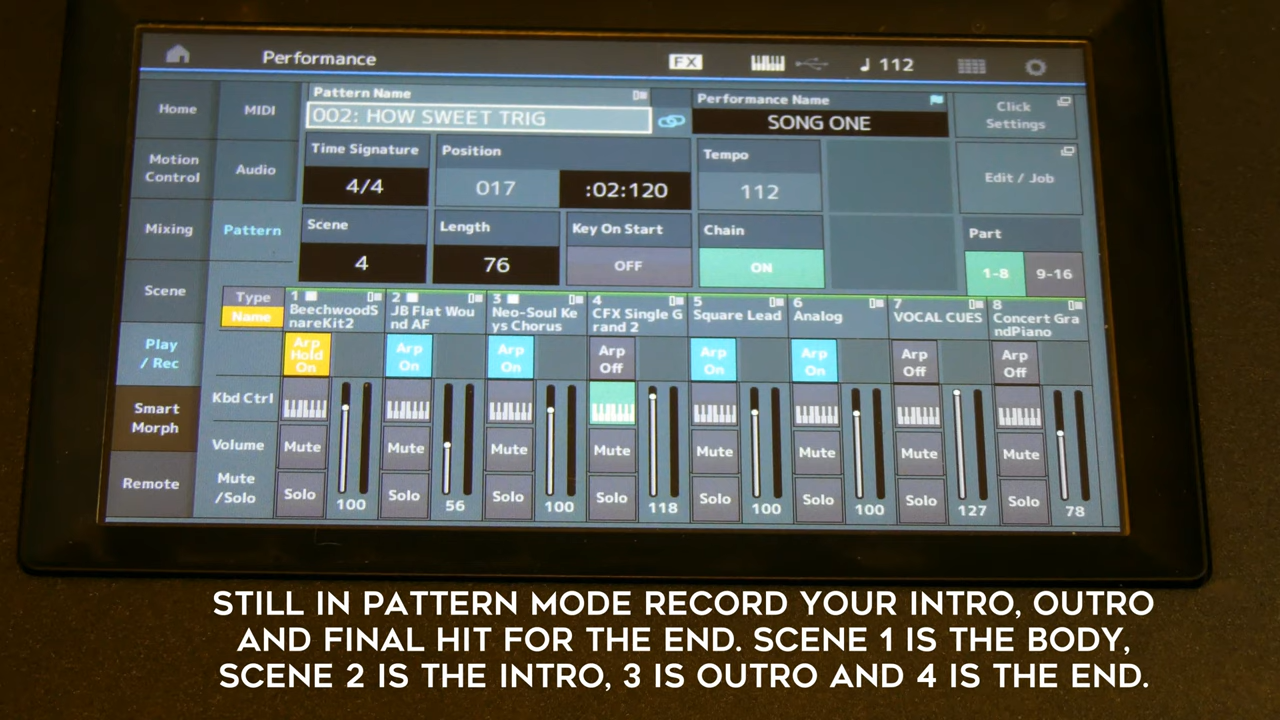 Performance
FX
112
Home
MIDI
Pattern Name
002: HOW SWEET TRIG
Performance Name
SONG ONE
Click
Settings
Motion
Control
Audio
Time Signature
4/4
Position
017
:02:120
Tempo
112
Edit / Job
Mixing
Pattern
Scene
4
Length
76
Key On Start
OFF
Chain
ON
Part
1-8
9-16
Scene
Type
Name
1
BeechwoodS
nareKit2
2
JB Flat Wou
nd AF
3
Neo-Soul Ke
ys Chorus
4
CFX Single G
rand 2
5
Square Lead
6
Analog
7
VOCAL CUES
8
Concert Gra
ndPiano
Play
/ Rec
Arp
Hold
On
Arp
On
Arp
On
Arp
Off
Arp
On
Arp
On
Arp
Off
Arp
Off
Smart
Morph
Kbd Ctrl
Volume
Mute
Mute
Mute
Mute
Mute
Mute
Mute
Mute
Remote
Mute
/Solo
Solo
100
Solo
56
Solo
100
Solo
118
Solo
100
Solo
100
Solo
127
Solo
78
STILL IN PATTERN MODE RECORD YOUR INTRO, OUTRO
AND FINAL HIT FOR THE END. SCENE 1 IS THE BODY,
SCENE 2 IS THE INTRO, 3 IS OUTRO AND 4 IS THE END.